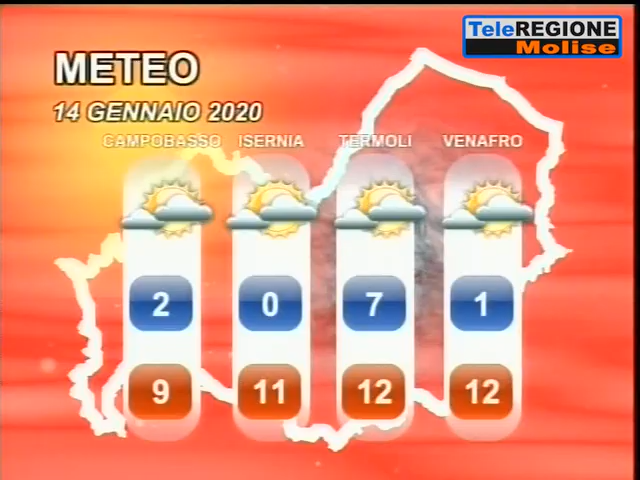 TeleREGIONE
Molise
METEO
14 GENNAIO 2020
CAMPOBASSO ISERNIA TERMOLI VENAFRO
2 0 7 1
9 11 12 12